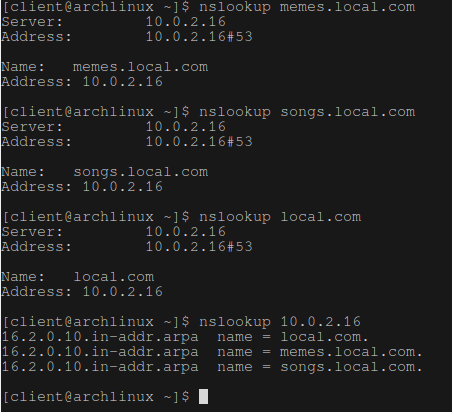 [client@archlinux ~]$ nslookup memes.local.com
Server:         10.0.2.16
Address:        10.0.2.16#53
Name:   memes.local.com
Address: 10.0.2.16
[client@archlinux ~]$ nslookup songs.local.com
Server:         10.0.2.16
Address:        10.0.2.16#53
Name:   songs.local.com
Address: 10.0.2.16
[client@archlinux ~]$ nslookup local.com
Server:         10.0.2.16
Address:        10.0.2.16#53
Name:   local.com
Address: 10.0.2.16
[client@archlinux ~]$ nslookup 10.0.2.16
16.2.0.10.in-addr.arpa  name = local.com.
16.2.0.10.in-addr.arpa  name = memes.local.com.
16.2.0.10.in-addr.arpa  name = songs.local.com.
[client@archlinux ~]$